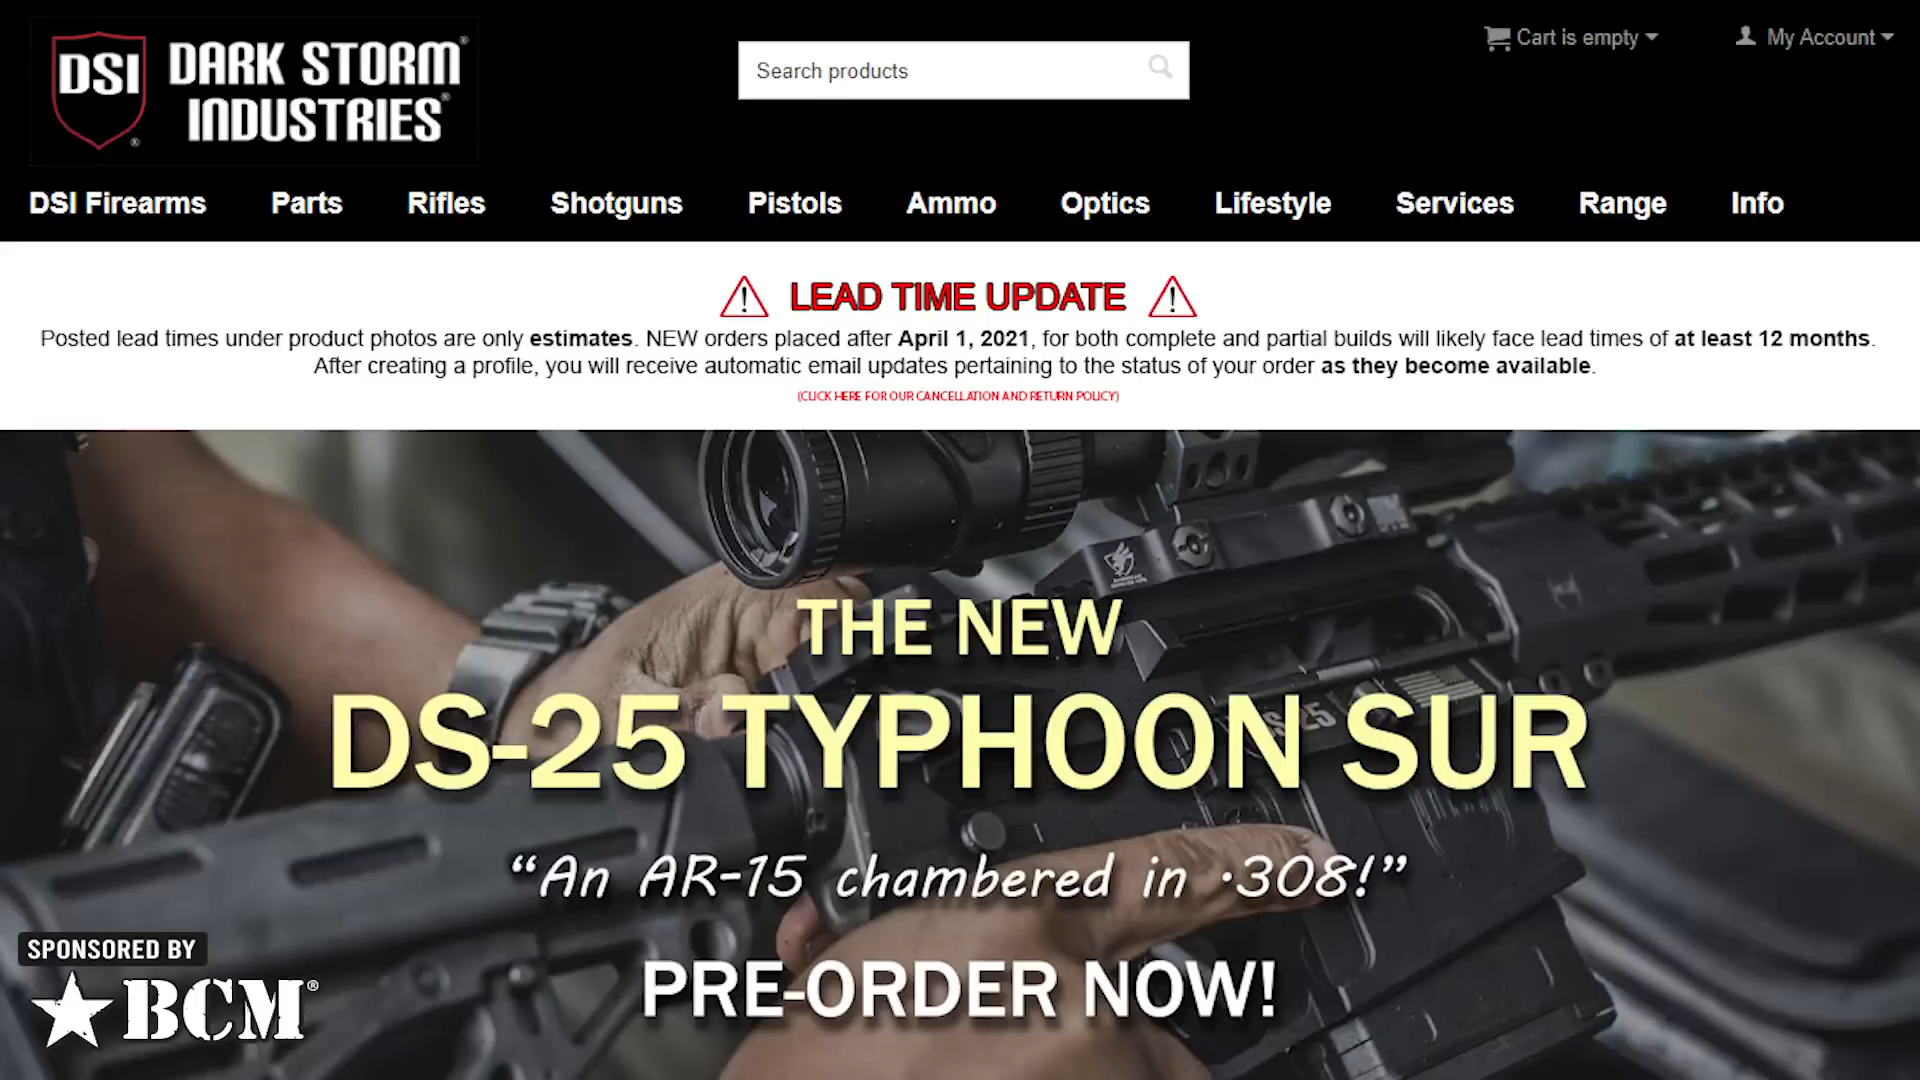 DSI
DARK STORM®
INDUSTRIES®
®
Search products
Cart is empty
My Account
DSI Firearms
Parts
Rifles
Shotguns
Pistols
Ammo
Optics
Lifestyle
Services
Range
Info
LEAD TIME UPDATE
Posted lead times under product photos are only estimates. NEW orders placed after April 1, 2021, for both complete and partial builds will likely face lead times of at least 12 months.
After creating a profile, you will receive automatic email updates pertaining to the status of your order as they become available.
(CLICK HERE FOR OUR CANCELLATION AND RETURN POLICY)
THE NEW
DS-25 TYPHOON SUR
“An AR-15 chambered in .308!”
PRE-ORDER NOW!
SPONSORED BY
BCM®